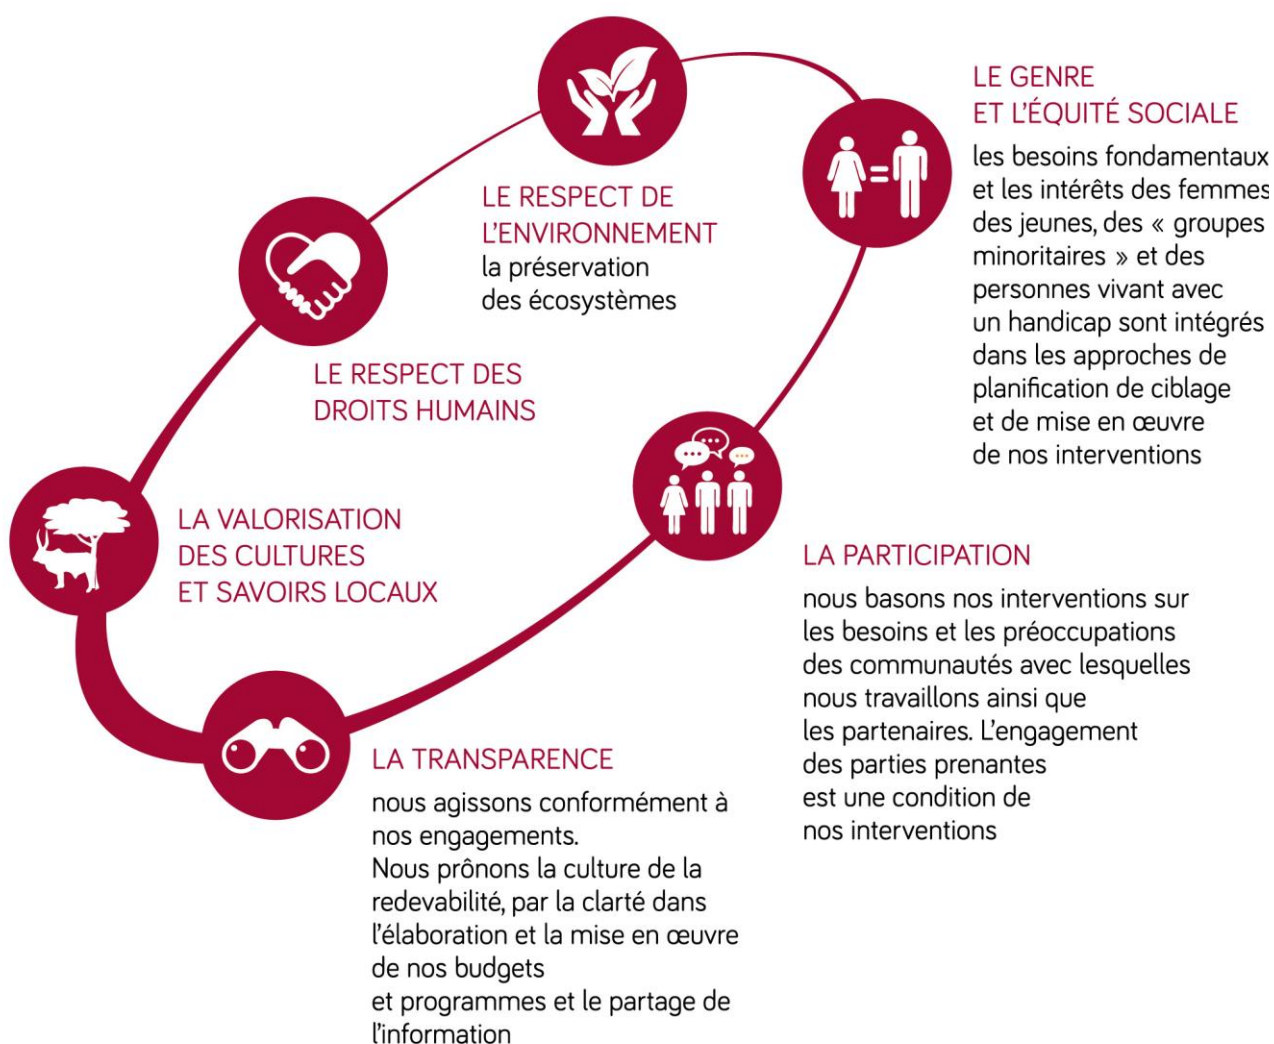 LE RESPECT DE
L'ENVIRONNEMENT
la préservation
des écosystèmes
LE GENRE
ET L'ÉQUITÉ SOCIALE
les besoins fondamentaux
et les intérêts des femmes
des jeunes, des « groupes
minoritaires » et des
personnes vivant avec
un handicap sont intégrés
dans les approches de
planification de ciblage
et de mise en œuvre
de nos interventions
LE RESPECT DES
DROITS HUMAINS
LA VALORISATION
DES CULTURES
ET SAVOIRS LOCAUX
LA PARTICIPATION
nous basons nos interventions sur
les besoins et les préoccupations
des communautés avec lesquelles
nous travaillons ainsi que
les partenaires. L'engagement
des parties prenantes
est une condition de
nos interventions
LA TRANSPARENCE
nous agissons conformément à
nos engagements.
Nous prônons la culture de la
redevabilité, par la clarté dans
l'élaboration et la mise en œuvre
de nos budgets
et programmes et le partage de
l'information